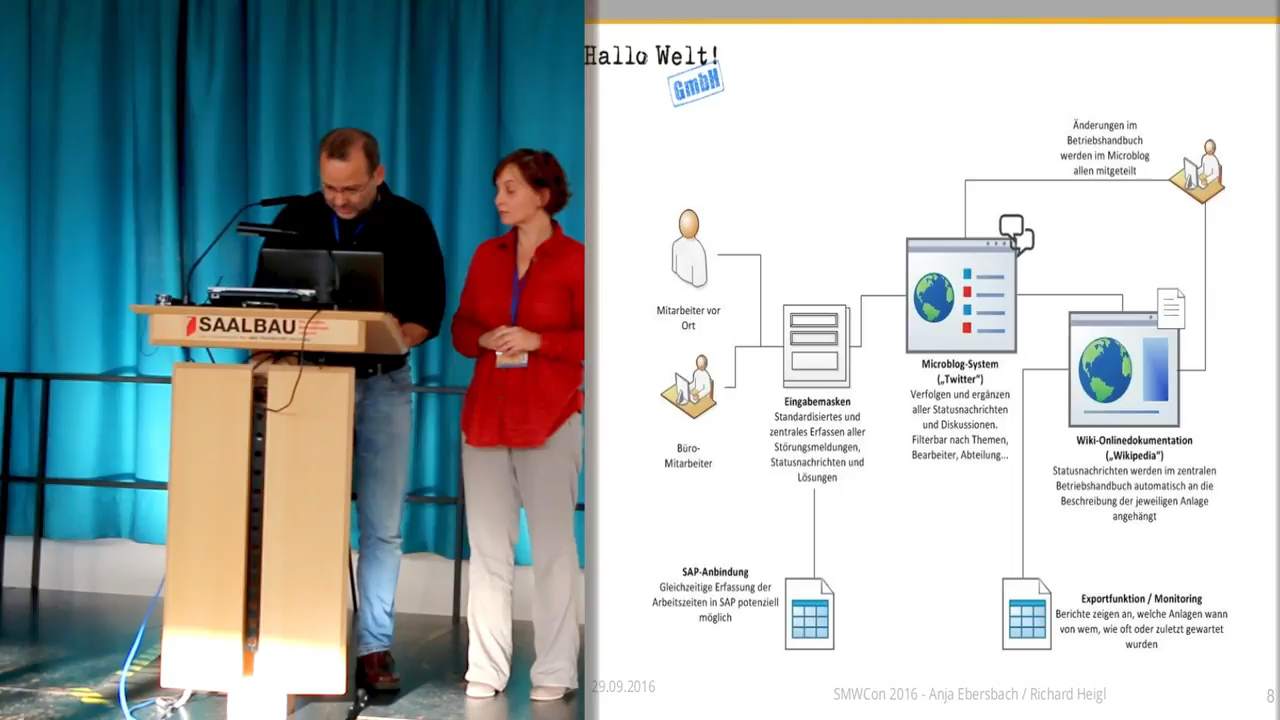 Hallo Welt!
GmbH
Änderungen im
Betriebshandbuch
werden im Microblog
allen mitgeteilt
Mitarbeiter vor
Ort
Büro-
Mitarbeiter
Eingabemasken
Standardisiertes und
zentrales Erfassen aller
Störungsmeldungen,
Statusnachrichten und
Lösungen
Microblog-System
(„Twitter“)
Verfolgen und ergänzen
aller Statusnachrichten
und Diskussionen.
Filterbar nach Themen,
Bearbeiter, Abteilung...
Wiki-Onlinedokumentation
(„Wikipedia“)
Statusnachrichten werden im zentralen
Betriebshandbuch automatisch an die
Beschreibung der jeweiligen Anlage
angehängt
SAP-Anbindung
Gleichzeitige Erfassung der
Arbeitszeiten in SAP potenziell
möglich
Exportfunktion / Monitoring
Berichte zeigen an, welche Anlagen wann
von wem, wie oft oder zuletzt gewartet
wurden
29.09.2016
SMWCon 2016 - Anja Ebersbach / Richard Heigl
8
SAALBAU